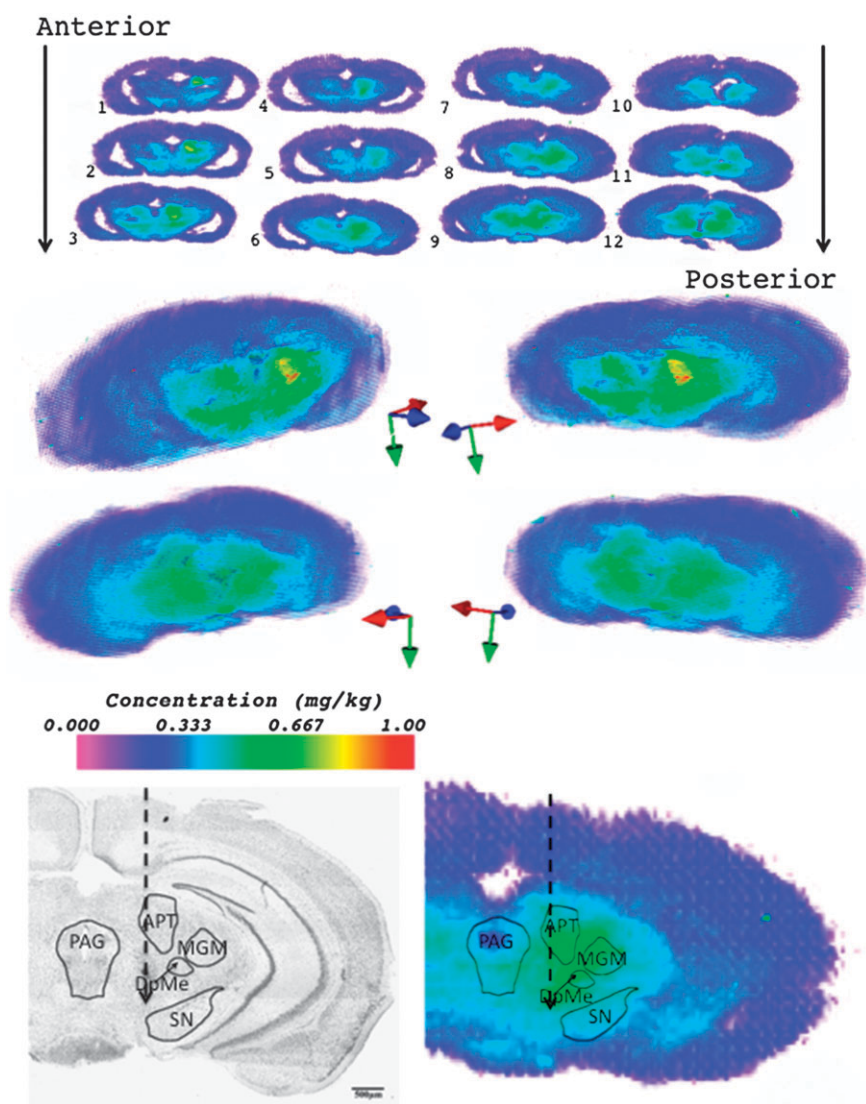 Anterior
1 4 7 10
2 5 8 11
3 6 9 12
Posterior
Concentration (mg/kg)
0.000 0.333 0.667 1.00
APT
PAG
MGM
DpMe
SN
500µm
APT
PAG
MGM
DpMe
SN